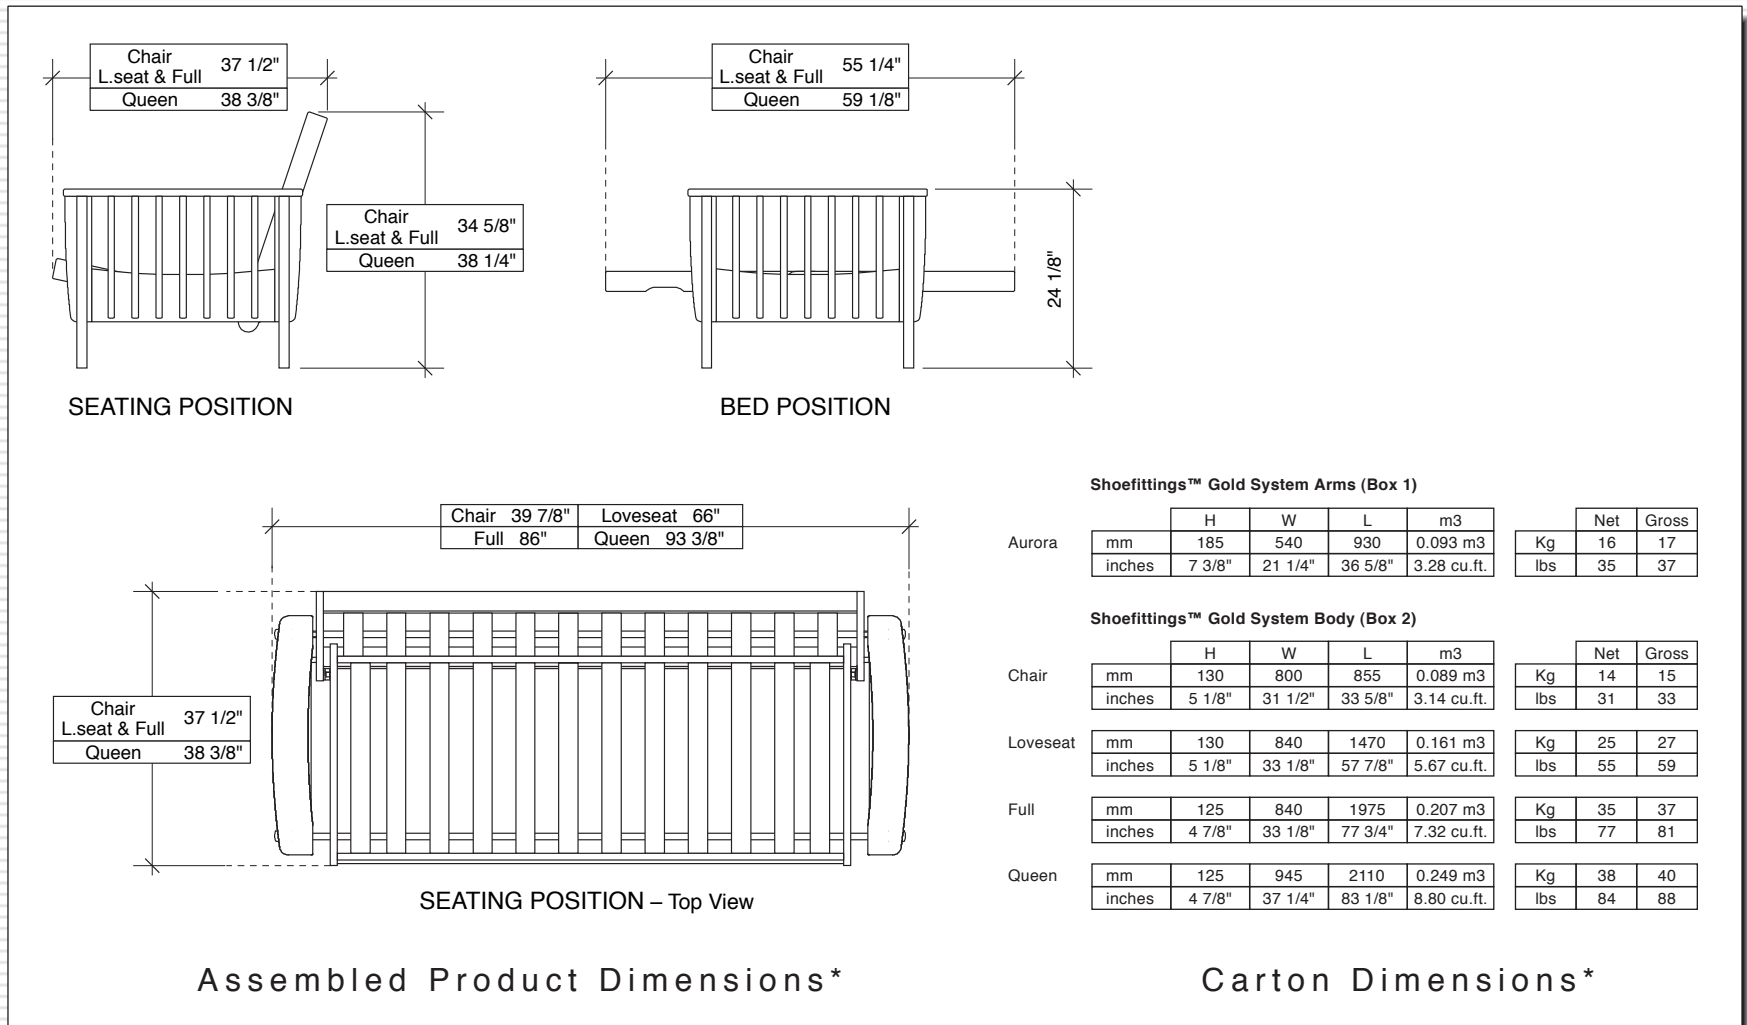 Chair
L.seat & Full 37 1/2"
Queen 38 3/8"
Chair
L.seat & Full 34 5/8"
Queen 38 1/4"
SEATING POSITION
Chair
L.seat & Full 55 1/4"
Queen 59 1/8"
24 1/8"
BED POSITION
Chair 39 7/8" Loveseat 66"
Full 86" Queen 93 3/8"
Chair
L.seat & Full 37 1/2"
Queen 38 3/8"
SEATING POSITION – Top View
Assembled Product Dimensions*
Shoefittings™ Gold System Arms (Box 1)
H W L m3 Net Gross
Aurora mm 185 540 930 0.093 m3 Kg 16 17
inches 7 3/8" 21 1/4" 36 5/8" 3.28 cu.ft. lbs 35 37
Shoefittings™ Gold System Body (Box 2)
H W L m3 Net Gross
Chair mm 130 800 855 0.089 m3 Kg 14 15
inches 5 1/8" 31 1/2" 33 5/8" 3.14 cu.ft. lbs 31 33
Loveseat mm 130 840 1470 0.161 m3 Kg 25 27
inches 5 1/8" 33 1/8" 57 7/8" 5.67 cu.ft. lbs 55 59
Full mm 125 840 1975 0.207 m3 Kg 35 37
inches 4 7/8" 33 1/8" 77 3/4" 7.32 cu.ft. lbs 77 81
Queen mm 125 945 2110 0.249 m3 Kg 38 40
inches 4 7/8" 37 1/4" 83 1/8" 8.80 cu.ft. lbs 84 88
Carton Dimensions*